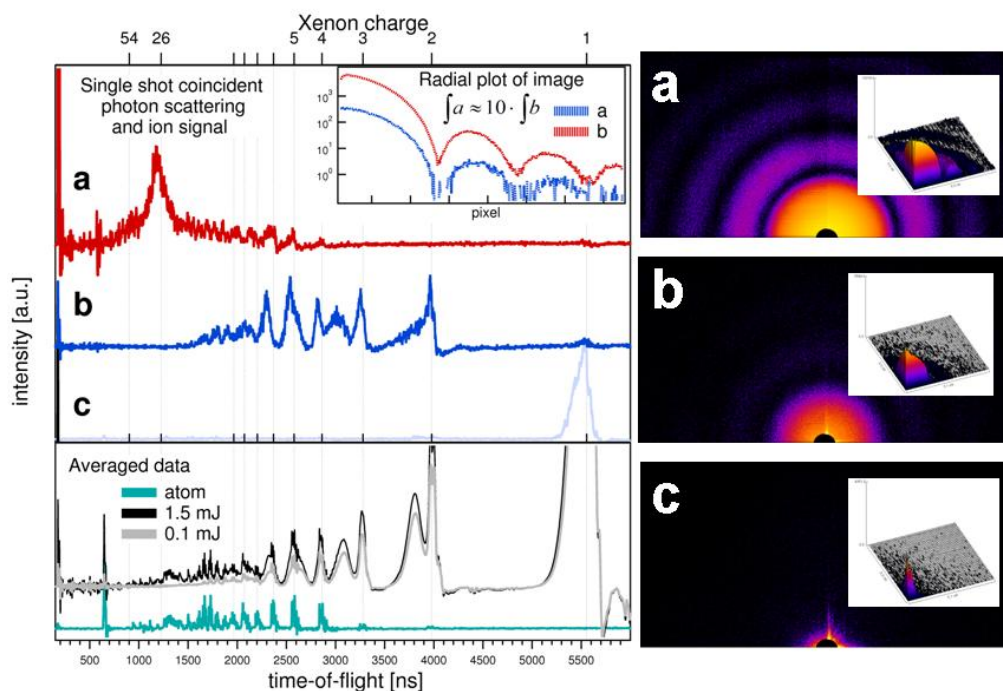 Xenon charge
54 26 5 4 3 2 1
Single shot coincident
photon scattering
and ion signal
Radial plot of image
∫a ≈ 10 · ∫b
a
b
10³
10²
10¹
10⁰
pixel
a
b
c
intensity [a.u.]
Averaged data
atom
1.5 mJ
0.1 mJ
500 1000 1500 2000 2500 3000 3500 4000 4500 5000 5500
time-of-flight [ns]
a
b
c